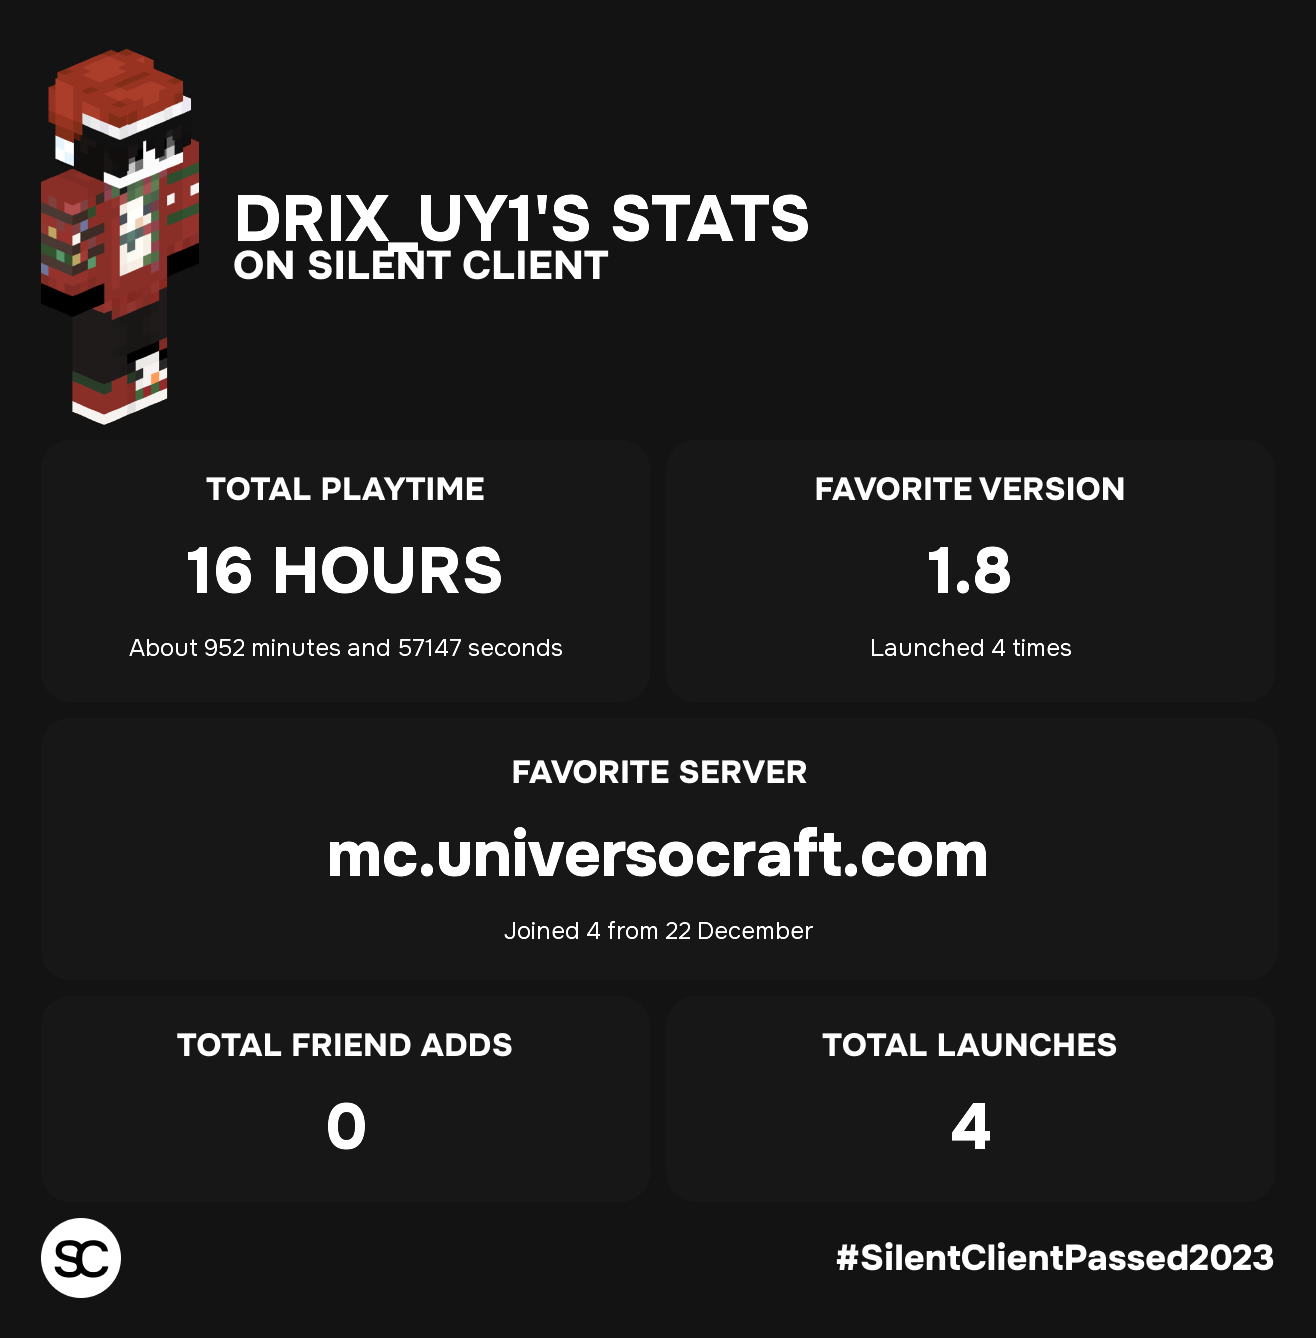 DRIX_UY1'S STATS
ON SILENT CLIENT
TOTAL PLAYTIME
16 HOURS
About 952 minutes and 57147 seconds
FAVORITE VERSION
1.8
Launched 4 times
FAVORITE SERVER
mc.universocraft.com
Joined 4 from 22 December
TOTAL FRIEND ADDS
0
TOTAL LAUNCHES
4
SC
#SilentClientPassed2023